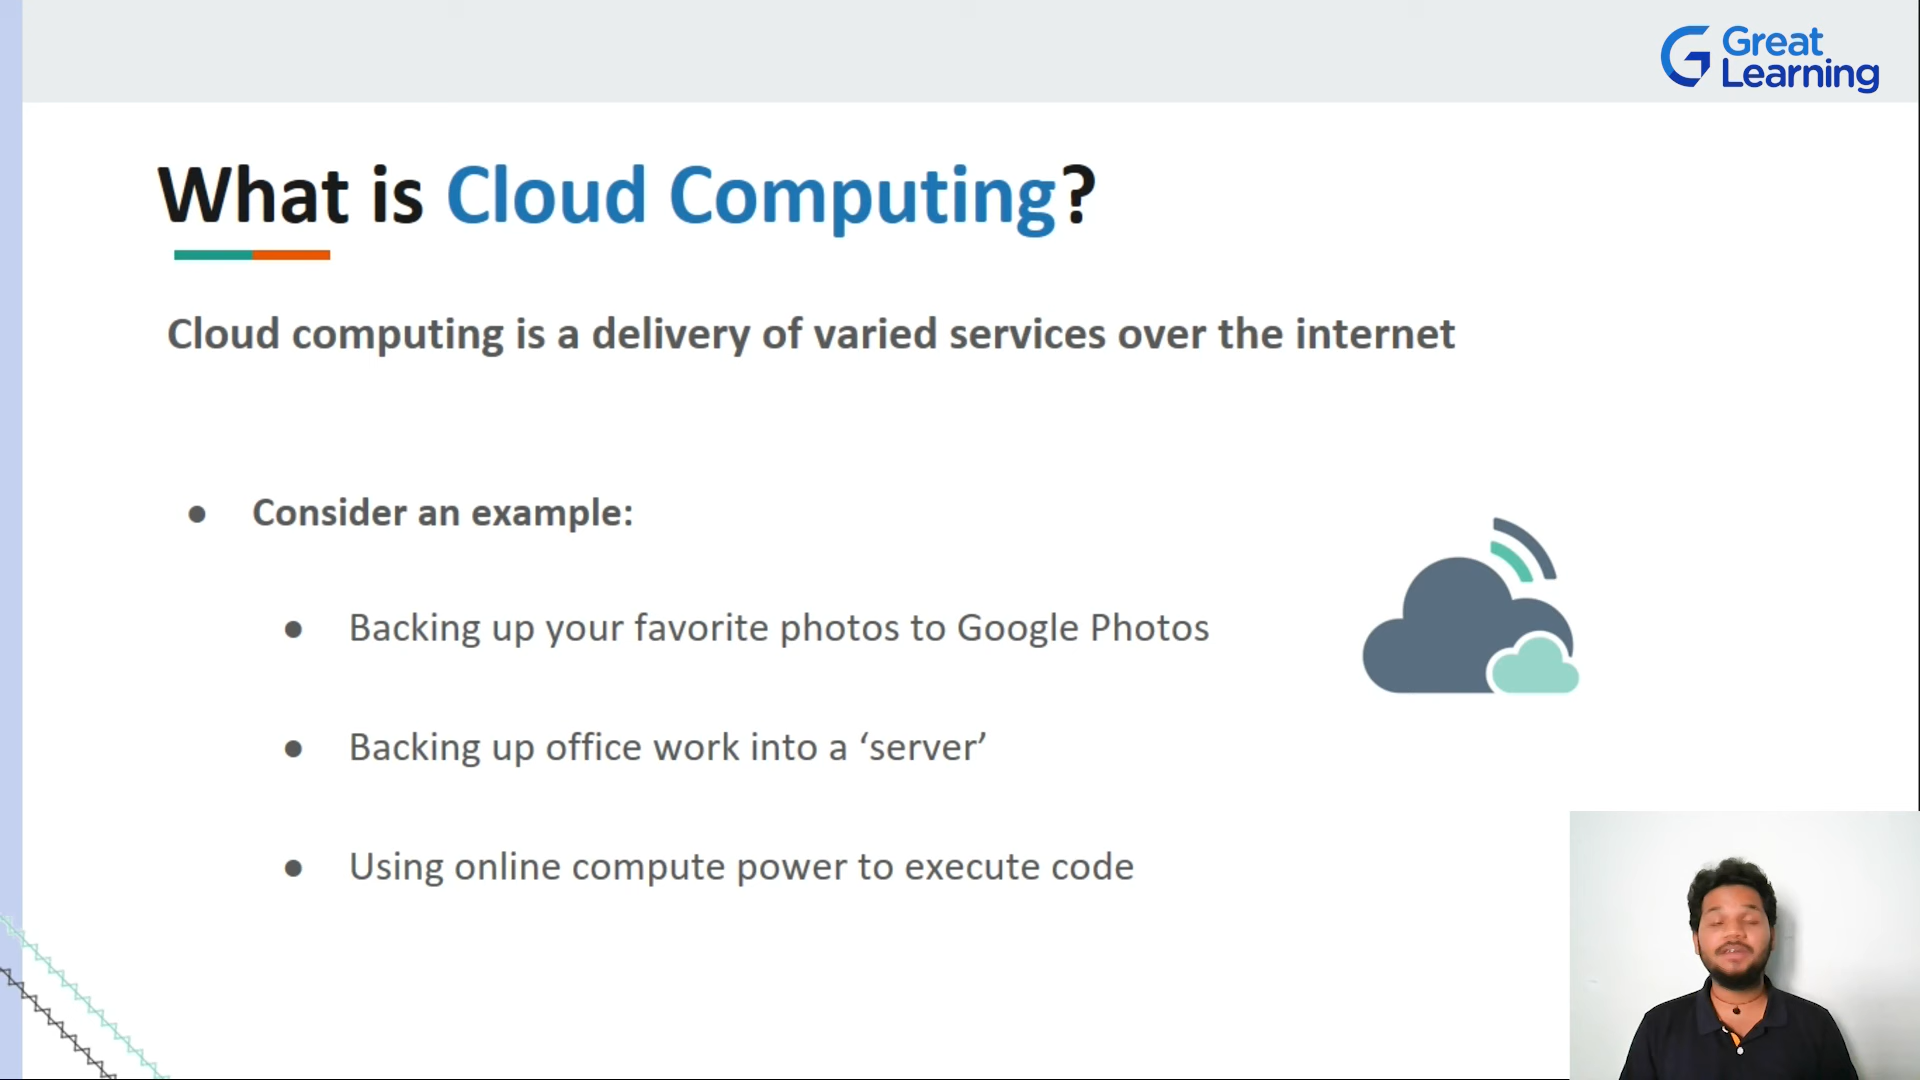 Great
Learning
What is Cloud Computing?
Cloud computing is a delivery of varied services over the internet
● Consider an example:
● Backing up your favorite photos to Google Photos
● Backing up office work into a ‘server’
● Using online compute power to execute code